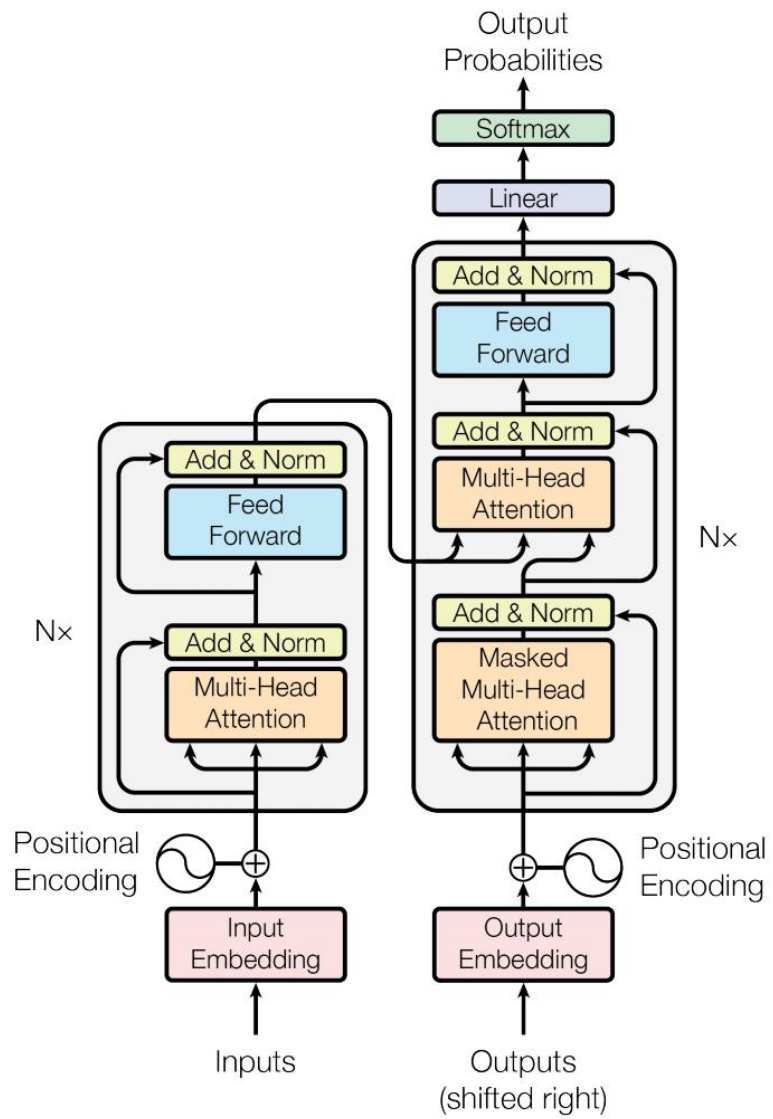 Output
Probabilities
Softmax
Linear
Add & Norm
Feed
Forward
Add & Norm
Multi-Head
Attention
Add & Norm
Masked
Multi-Head
Attention
Nx
Add & Norm
Feed
Forward
Add & Norm
Multi-Head
Attention
Nx
Positional
Encoding
Positional
Encoding
Input
Embedding
Output
Embedding
Inputs
Outputs
(shifted right)